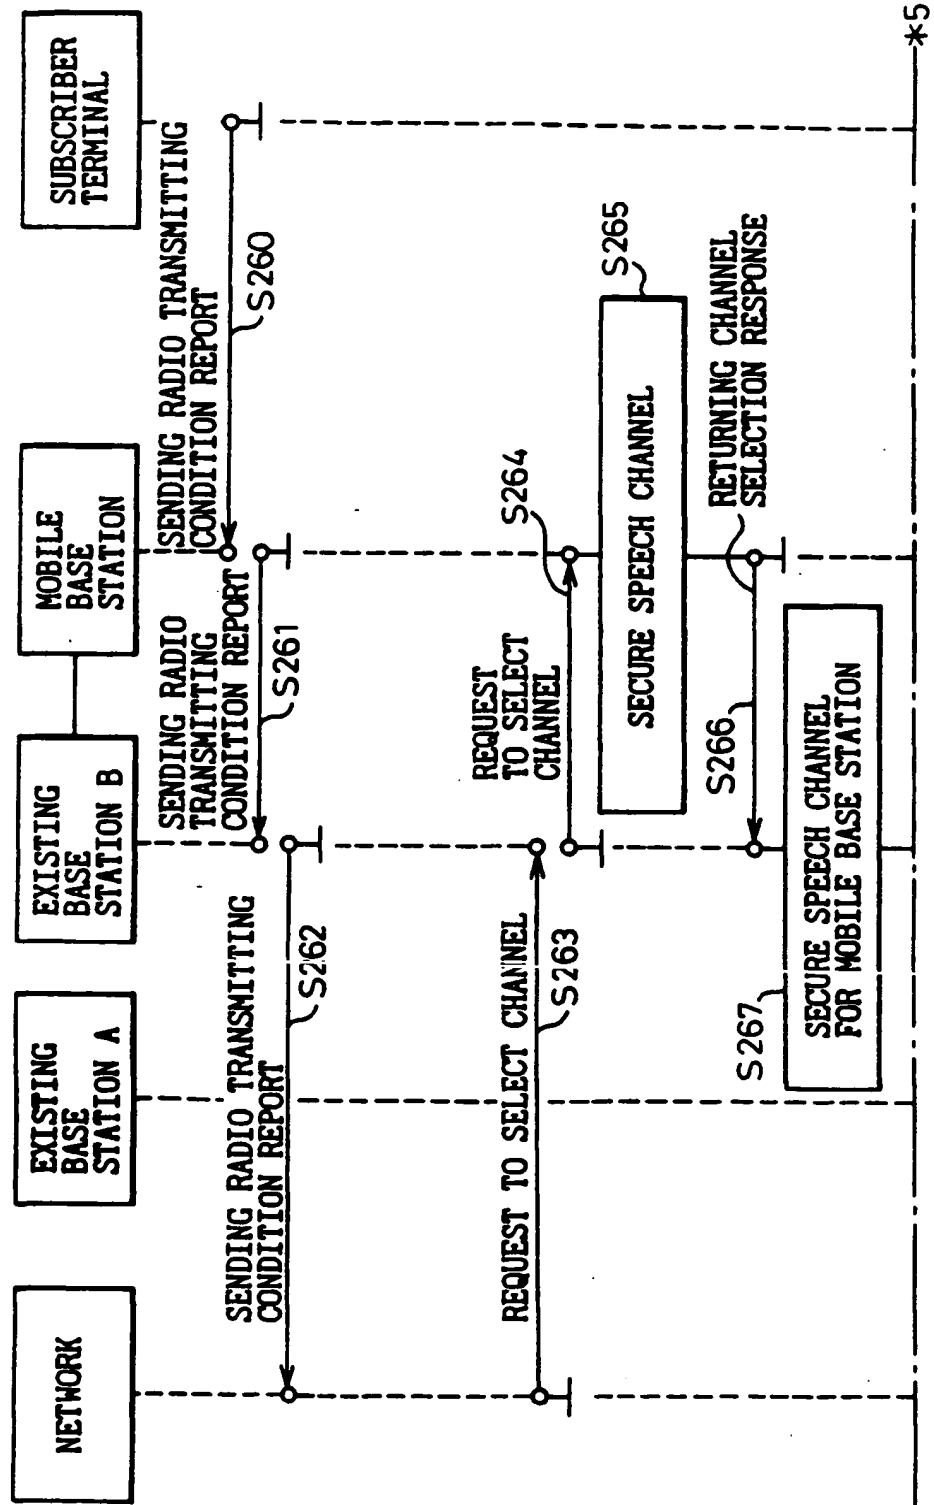 NETWORK
EXISTING
BASE
STATION A
EXISTING
BASE
STATION B
MOBILE
BASE
STATION
SUBSCRIBER
TERMINAL
SENDING RADIO TRANSMITTING
CONDITION REPORT
S260
SENDING RADIO
TRANSMITTING
CONDITION REPORT
S261
SENDING RADIO TRANSMITTING
CONDITION REPORT
S262
REQUEST TO SELECT CHANNEL
S263
REQUEST
TO SELECT
CHANNEL
S264
SECURE SPEECH CHANNEL
S265
RETURNING CHANNEL
SELECTION RESPONSE
S266
S267
SECURE SPEECH CHANNEL
FOR MOBILE BASE STATION
*5